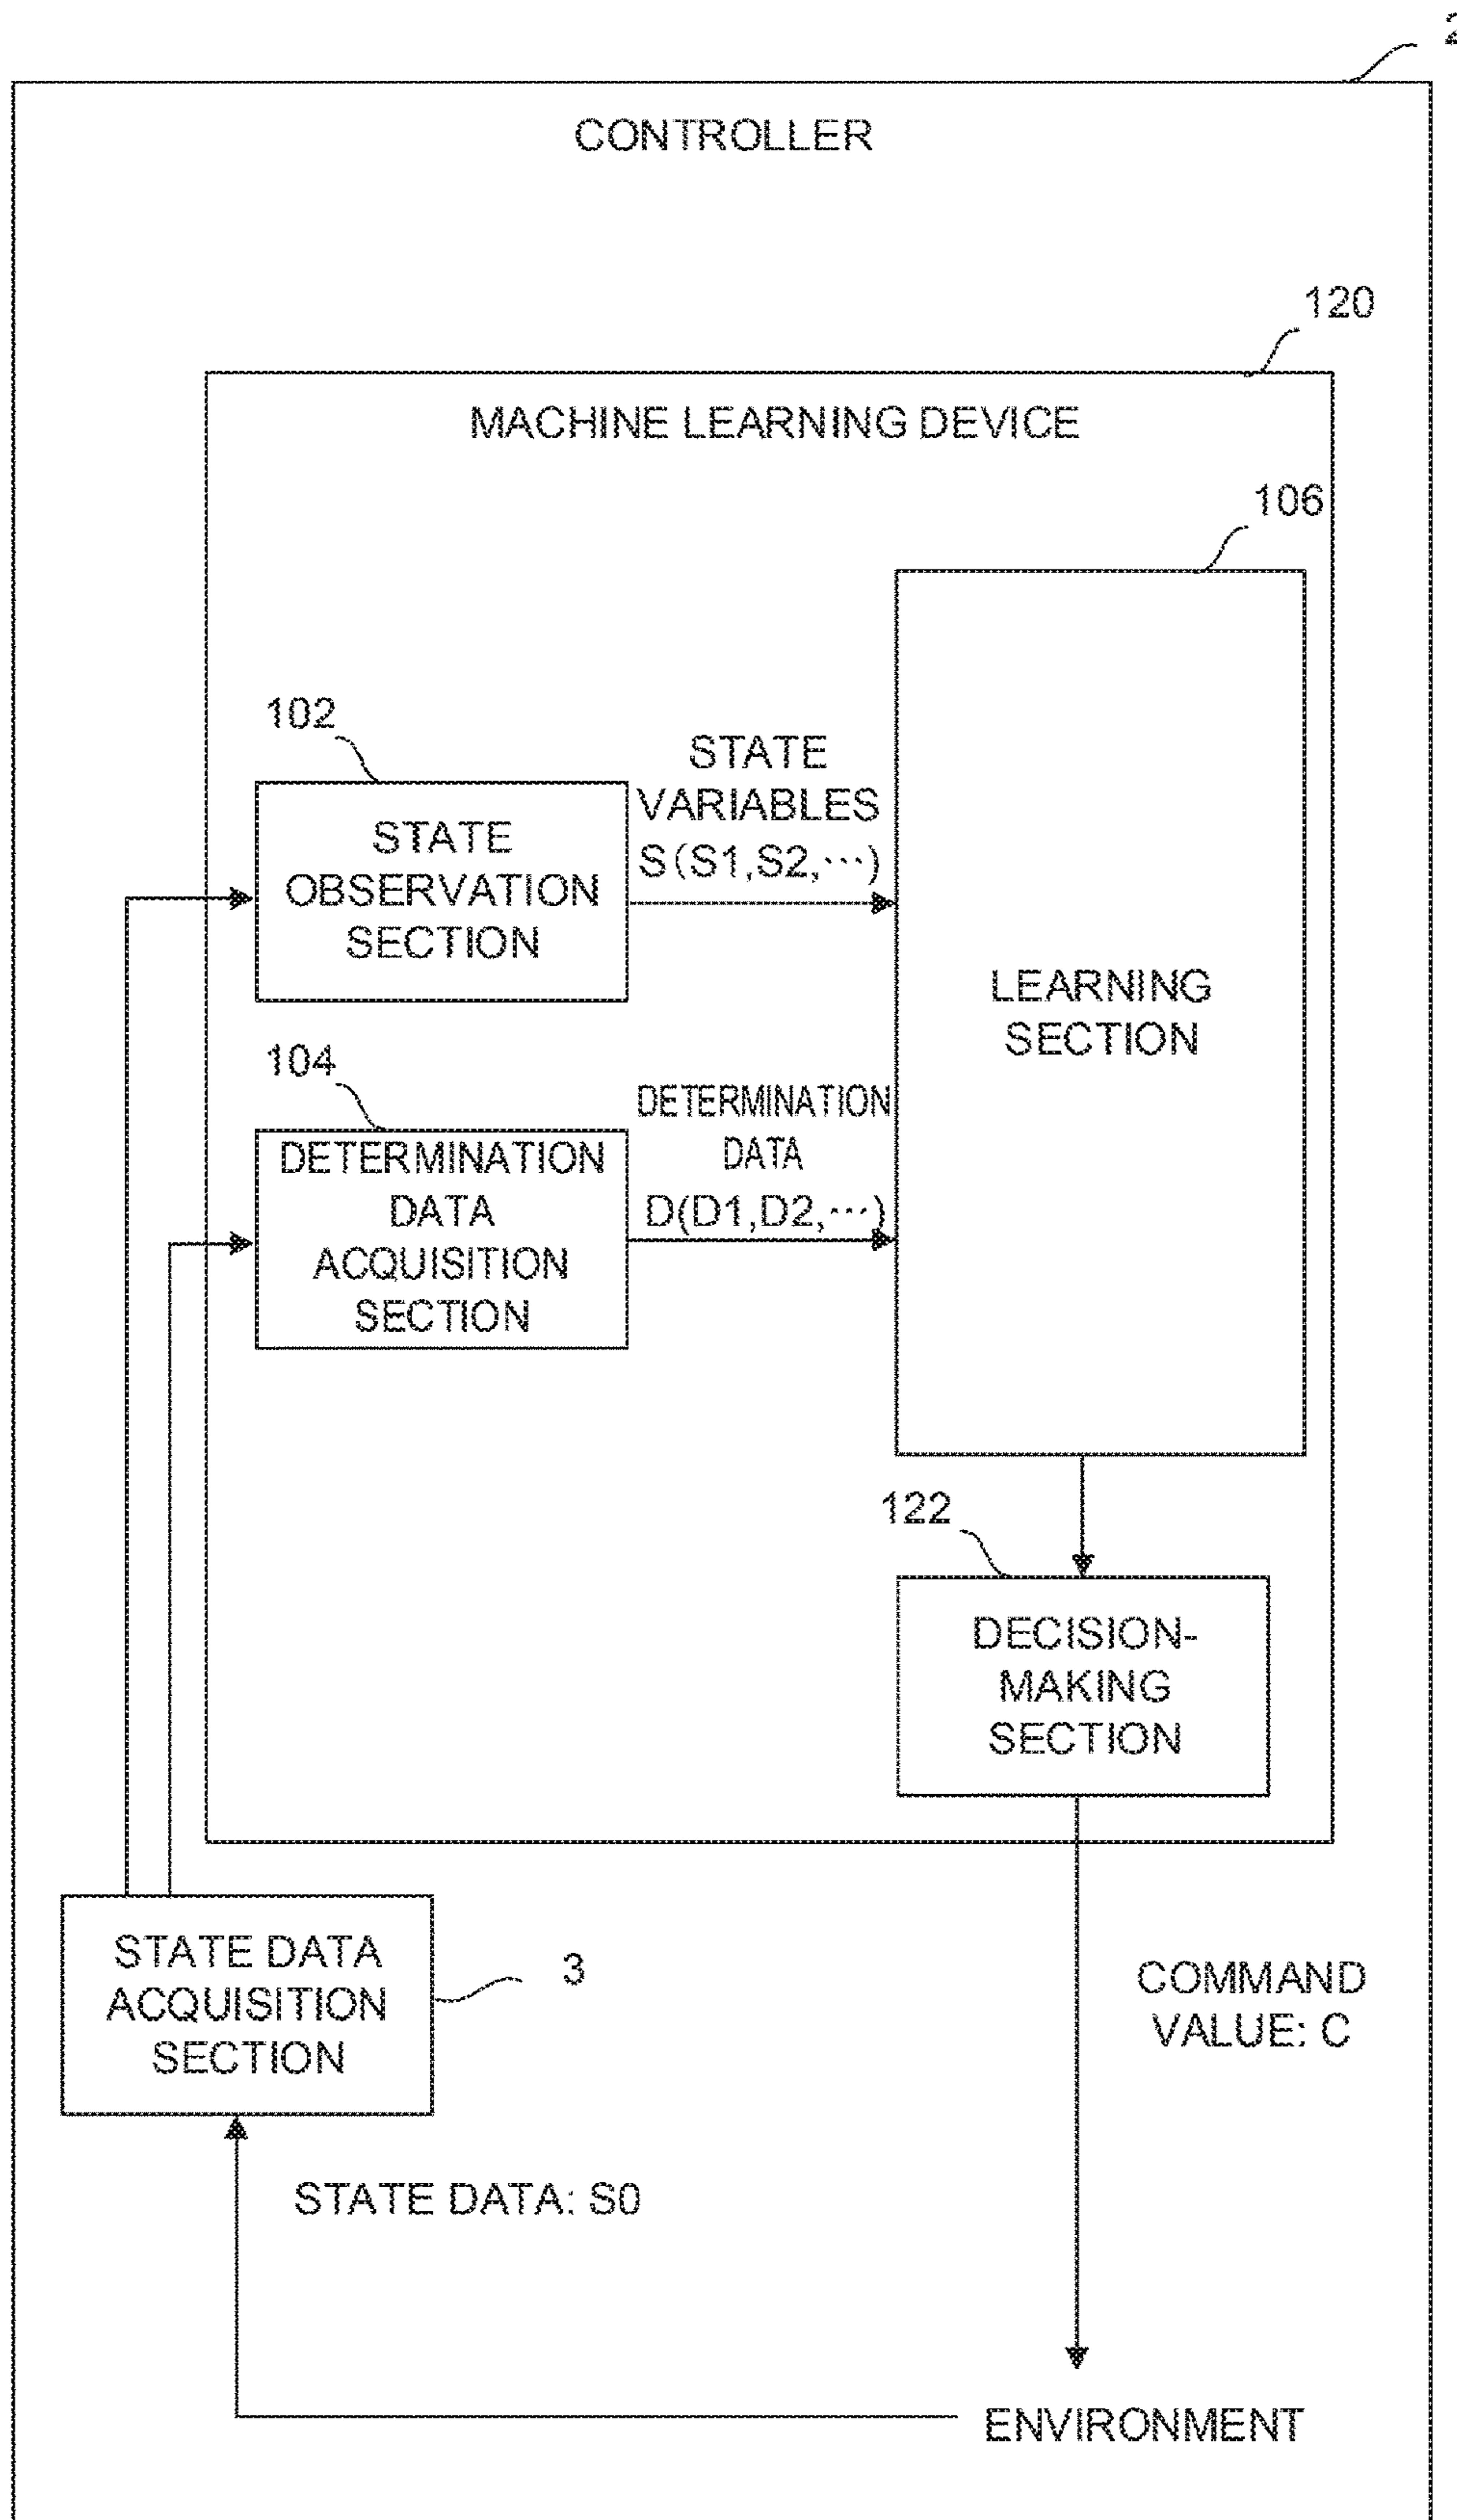 2
CONTROLLER
120
MACHINE LEARNING DEVICE
106
102
STATE
VARIABLES
S(S1,S2,⋯)
STATE
OBSERVATION
SECTION
LEARNING
SECTION
104
DETERMINATION
DATA
D(D1,D2,⋯)
DETERMINATION
DATA
ACQUISITION
SECTION
122
DECISION-
MAKING
SECTION
STATE DATA
ACQUISITION
SECTION
3
COMMAND
VALUE: C
STATE DATA: S0
ENVIRONMENT